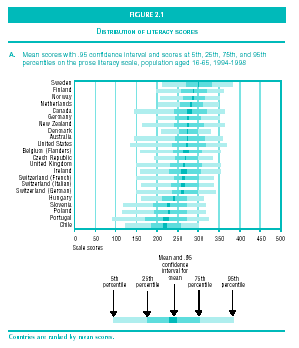 FIGURE 2.1
DISTRIBUTION OF LITERACY SCORES
A. Mean scores with .95 confidence interval and scores at 5th, 25th, 75th, and 95th
percentiles on the prose literacy scale, population aged 16-65, 1994-1998
Sweden
Finland
Norway
Netherlands
Canada
Germany
New Zealand
Denmark
Australia
United States
Belgium (Flanders)
Czech Republic
United Kingdom
Ireland
Switzerland (French)
Switzerland (Italian)
Switzerland (German)
Hungary
Slovenia
Poland
Portugal
Chile
0 50 100 150 200 250 300 350 400 450 500
Scale scores
Mean and .95
confidence
interval for
mean
5th
percentile
25th
percentile
75th
percentile
95th
percentile
Countries are ranked by mean scores.